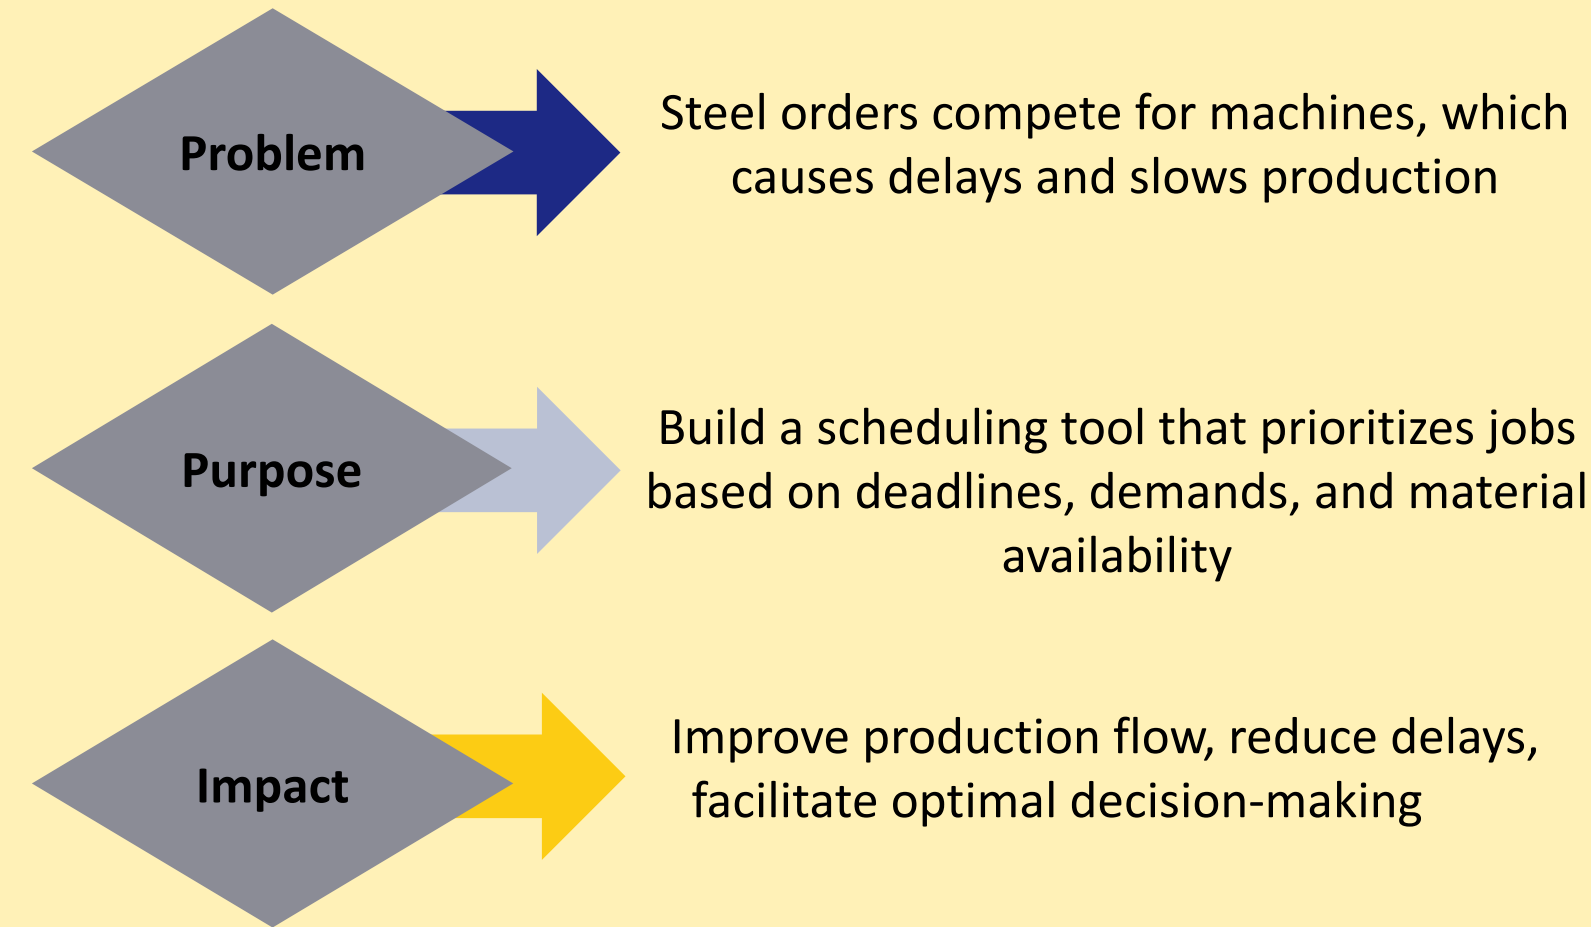 Problem
Steel orders compete for machines, which
causes delays and slows production
Purpose
Build a scheduling tool that prioritizes jobs
based on deadlines, demands, and material
availability
Impact
Improve production flow, reduce delays,
facilitate optimal decision-making